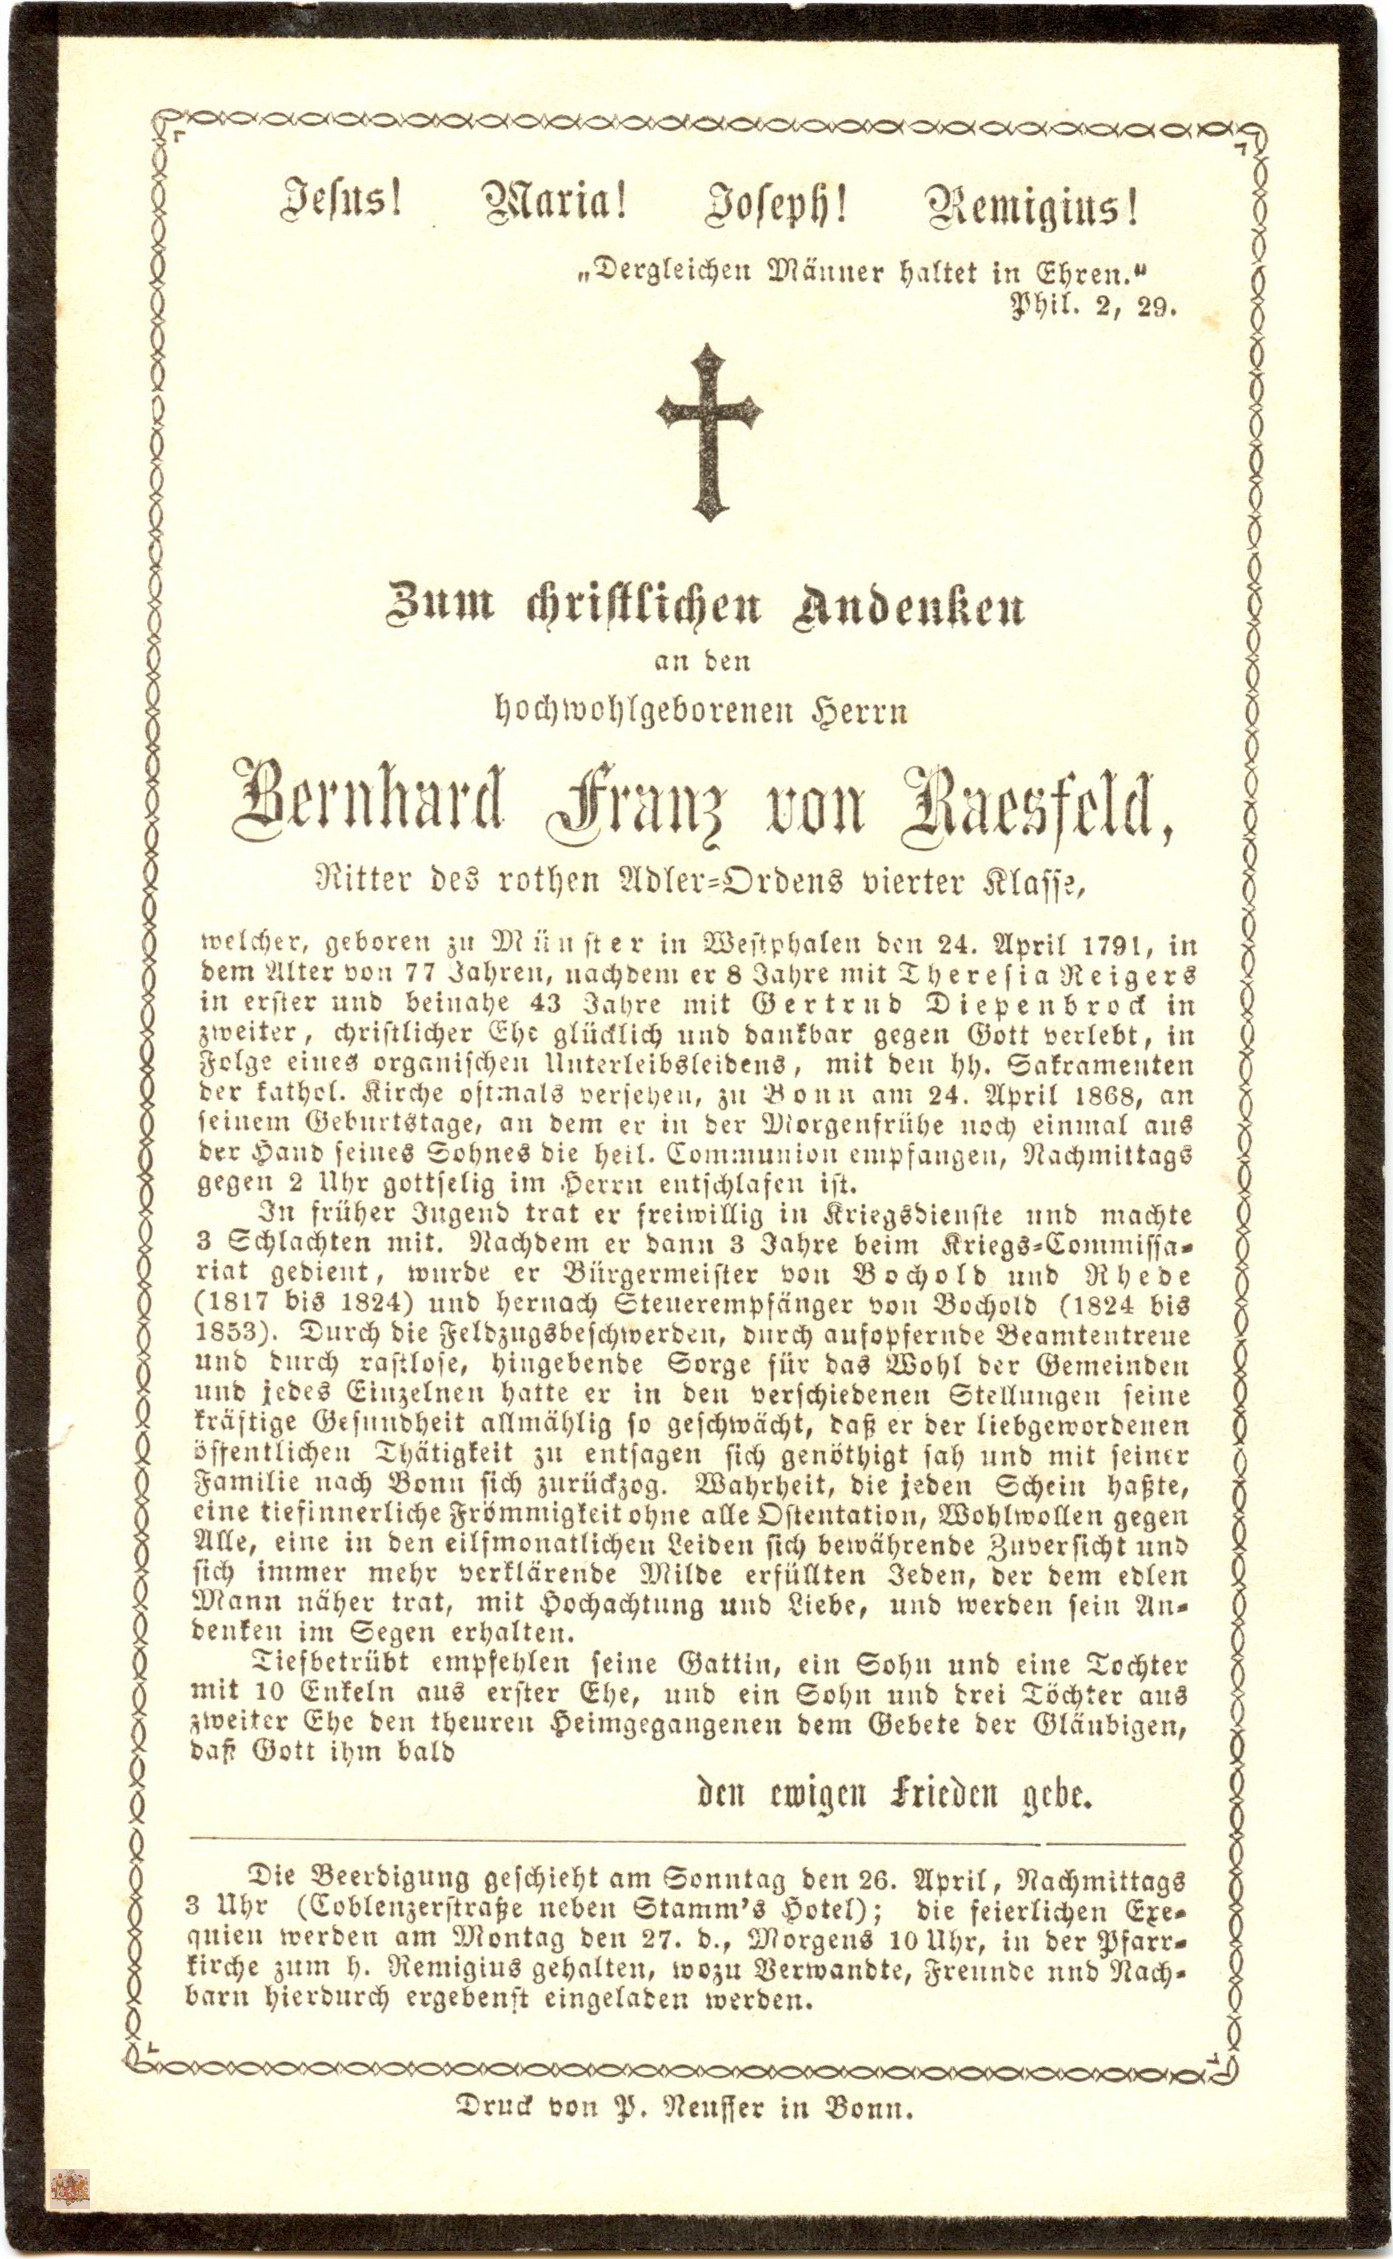 Jesus! Maria! Joseph! Remigius!
„Dergleichen Männer haltet in Ehren."
Phil. 2, 29.
Zum christlichen Andenken
an den
hochwohlgeborenen Herrn
Bernhard Franz von Raesfeld,
Ritter des rothen Adler-Ordens vierter Klasse,
welcher, geboren zu Münster in Westphalen den 24. April 1791, in
dem Alter von 77 Jahren, nachdem er 8 Jahre mit Theresia Reigers
in erster und beinahe 43 Jahre mit Gertrud Diepenbrock in
zweiter, christlicher Ehe glücklich und dankbar gegen Gott verlebt, in
Folge eines organischen Unterleibsleidens, mit den hh. Sakramenten
der kathol. Kirche oftmals versehen, zu Bonn am 24. April 1868, an
seinem Geburtstage, an dem er in der Morgenfrühe noch einmal aus
der Hand seines Sohnes die heil. Communion empfangen, Nachmittags
gegen 2 Uhr gottselig im Herrn entschlafen ist.
In früher Jugend trat er freiwillig in Kriegsdienste und machte
3 Schlachten mit. Nachdem er dann 3 Jahre beim Kriegs-Commissa-
riat gedient, wurde er Bürgermeister von Bochold und Rhede
(1817 bis 1824) und hernach Steuerempfänger von Bochold (1824 bis
1853). Durch die Feldzugsbeschwerden, durch aufopfernde Beamtentreue
und durch rastlose, hingebende Sorge für das Wohl der Gemeinden
und jedes Einzelnen hatte er in den verschiedenen Stellungen seine
kräftige Gesundheit allmählig so geschwächt, daß er der liebgewordenen
öffentlichen Thätigkeit zu entsagen sich genöthigt sah und mit seiner
Familie nach Bonn sich zurückzog. Wahrheit, die jeden Schein haßte,
eine tiefinnerliche Frömmigkeit ohne alle Ostentation, Wohlwollen gegen
Alle, eine in den eilfmonatlichen Leiden sich bewährende Zuversicht und
sich immer mehr verklärende Milde erfüllten Jeden, der dem edlen
Mann näher trat, mit Hochachtung und Liebe, und werden sein An-
denken im Segen erhalten.
Tiefbetrübt empfehlen seine Gattin, ein Sohn und eine Tochter
mit 10 Enkeln aus erster Ehe, und ein Sohn und drei Töchter aus
zweiter Ehe den theuren Heimgegangenen dem Gebete der Gläubigen,
daß Gott ihm bald
den ewigen Frieden gebe.
Die Beerdigung geschieht am Sonntag den 26. April, Nachmittags
3 Uhr (Coblenzerstraße neben Stamm's Hotel); die feierlichen Exe-
quien werden am Montag den 27. d., Morgens 10 Uhr, in der Pfarr-
kirche zum h. Remigius gehalten, wozu Verwandte, Freunde und Nach-
barn hierdurch ergebenst eingeladen werden.
Druck von P. Neusser in Bonn.